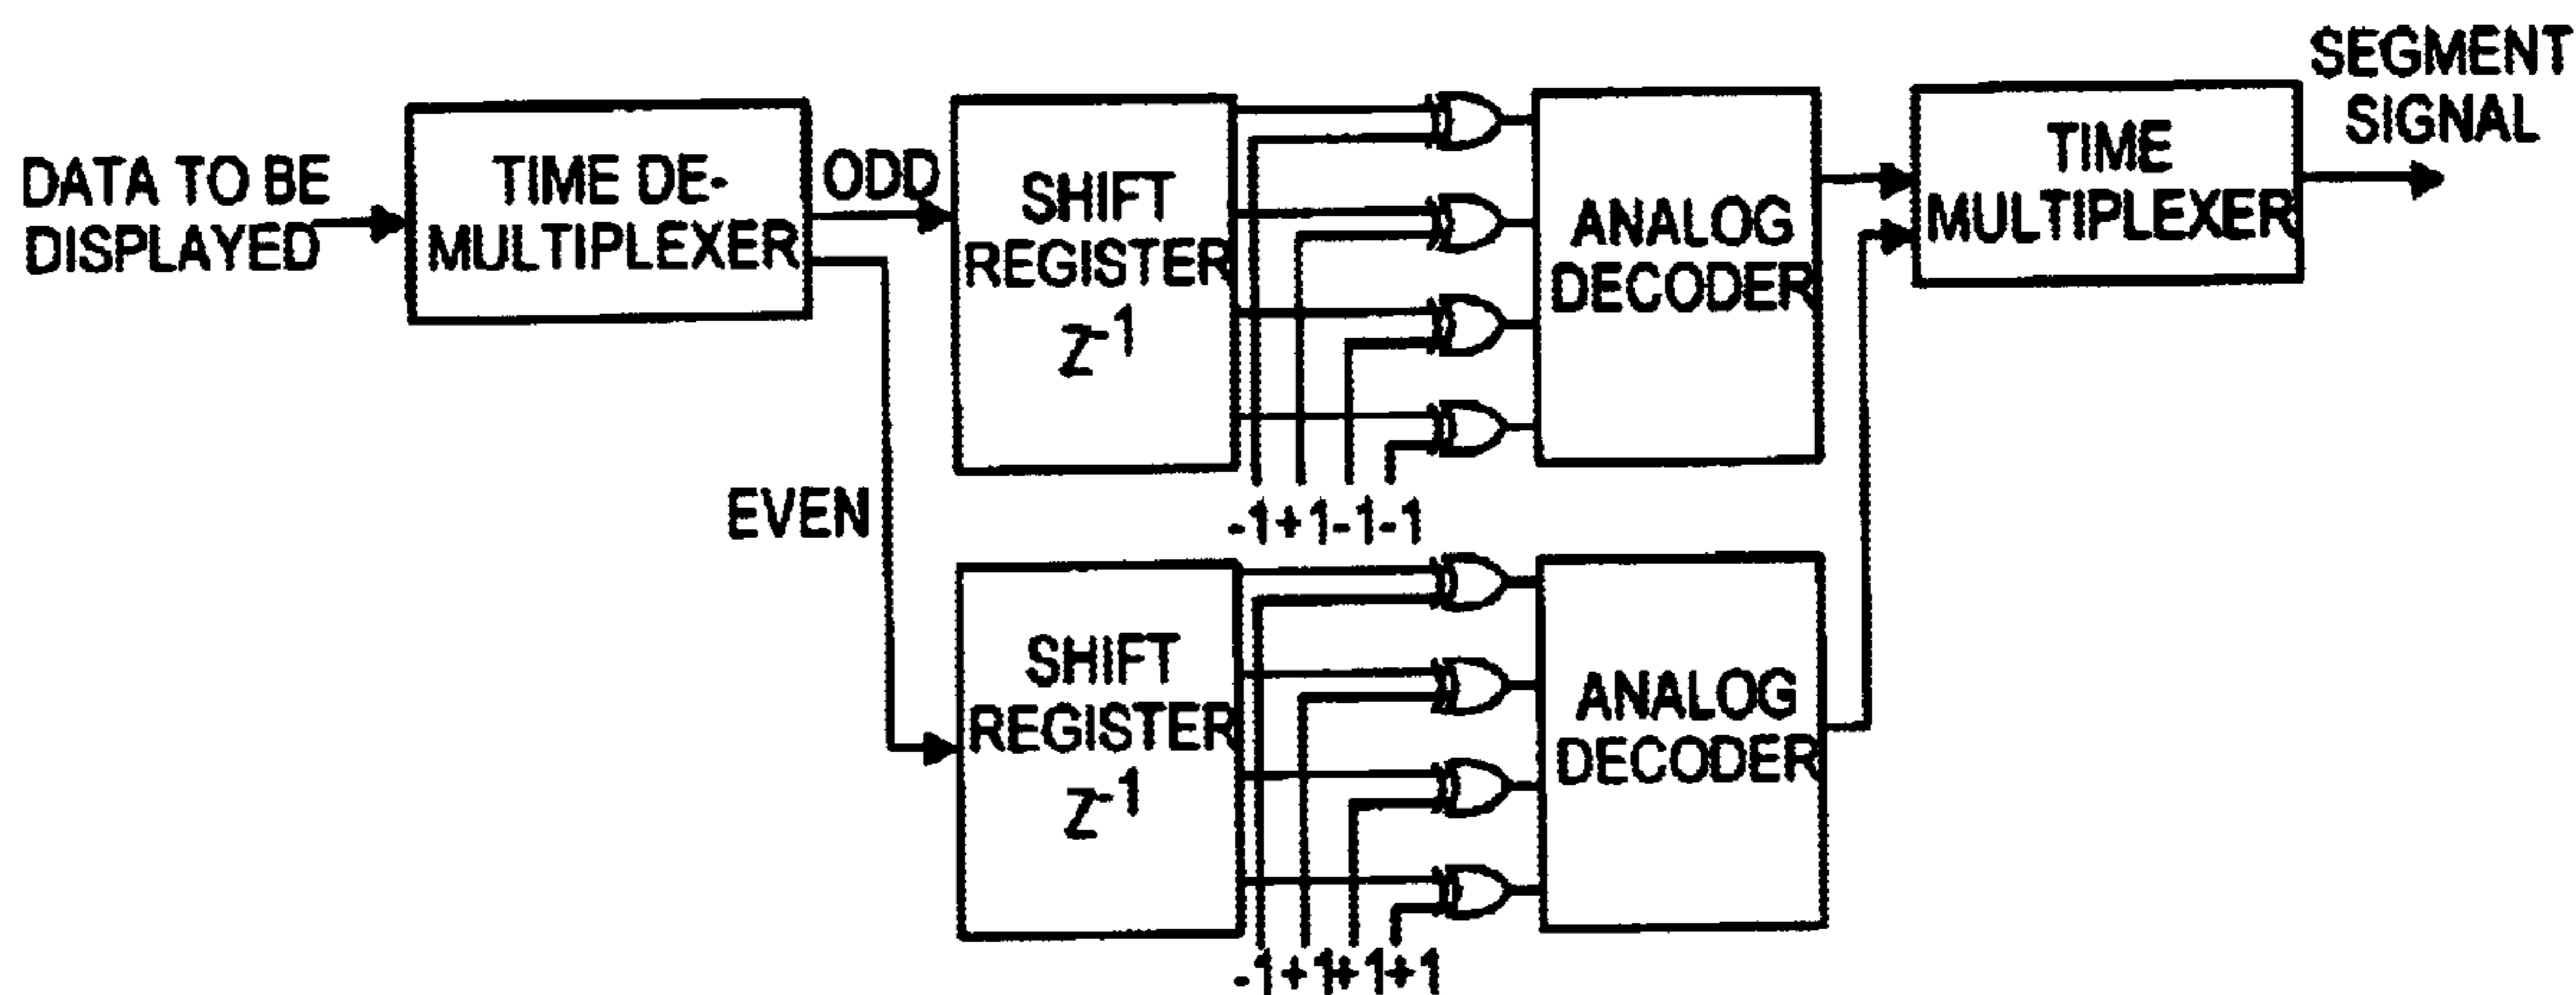 DATA TO BE
DISPLAYED
TIME DE-
MULTIPLEXER
ODD
EVEN
SHIFT
REGISTER
Z-1
-1+1-1-1
ANALOG
DECODER
SHIFT
REGISTER
Z-1
-1+1+1+1
ANALOG
DECODER
TIME
MULTIPLEXER
SEGMENT
SIGNAL